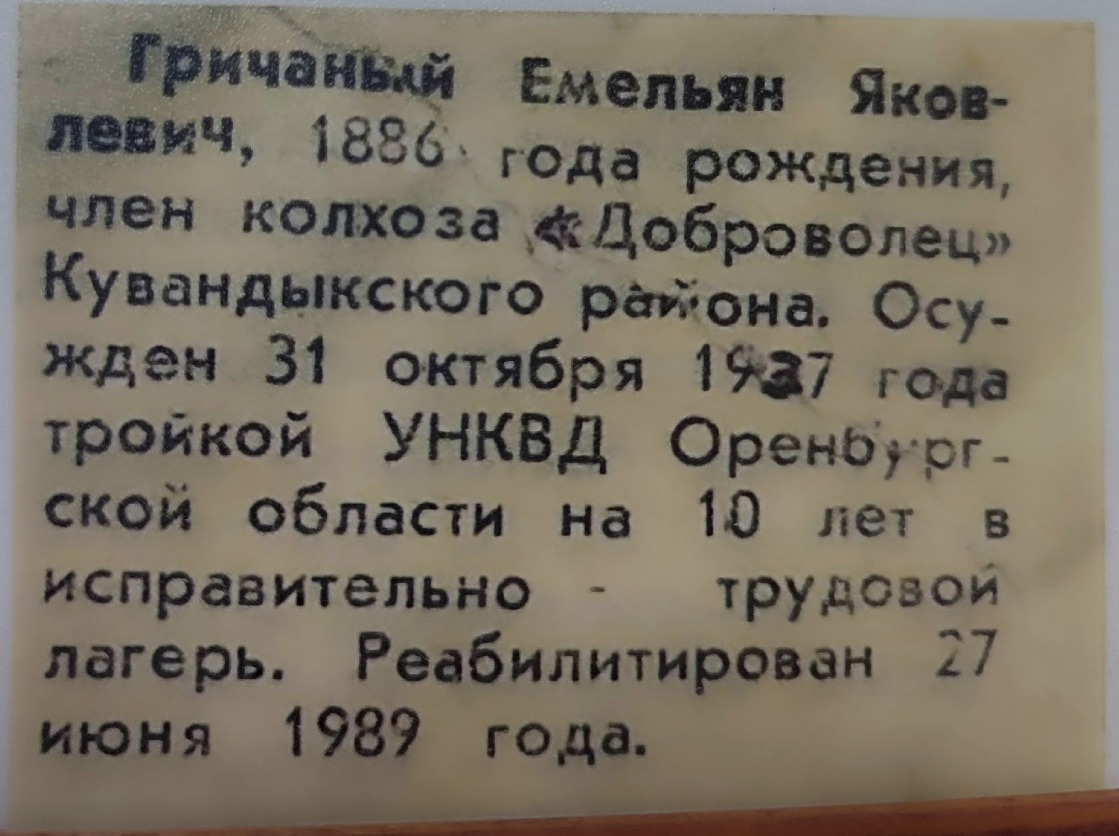 Гричаный Емельян Яков-
левич, 1886 года рождения,
член колхоза «Доброволец»
Кувандыкского района. Осу-
жден 31 октября 1937 года
тройкой УНКВД Оренбург-
ской области на 10 лет в
исправительно - трудовой
лагерь. Реабилитирован 27
июня 1989 года.